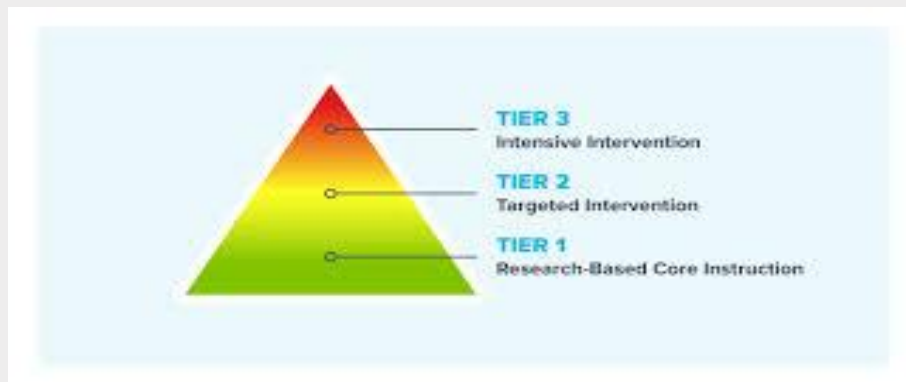 TIER 3
Intensive Intervention
TIER 2
Targeted Intervention
TIER 1
Research-Based Core Instruction